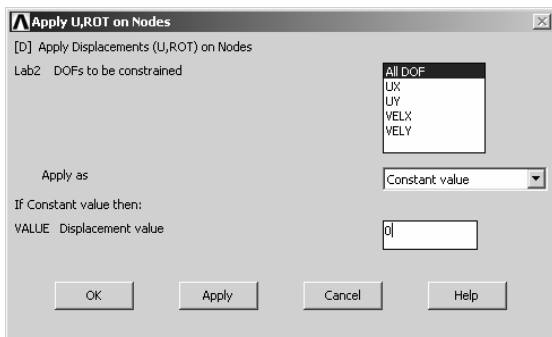 Apply U,ROT on Nodes
[D] Apply Displacements (U,ROT) on Nodes
Lab2 DOFs to be constrained
All DOF
UX
UY
VELX
VELY
Apply as
Constant value
If Constant value then:
VALUE Displacement value
0
OK Apply Cancel Help